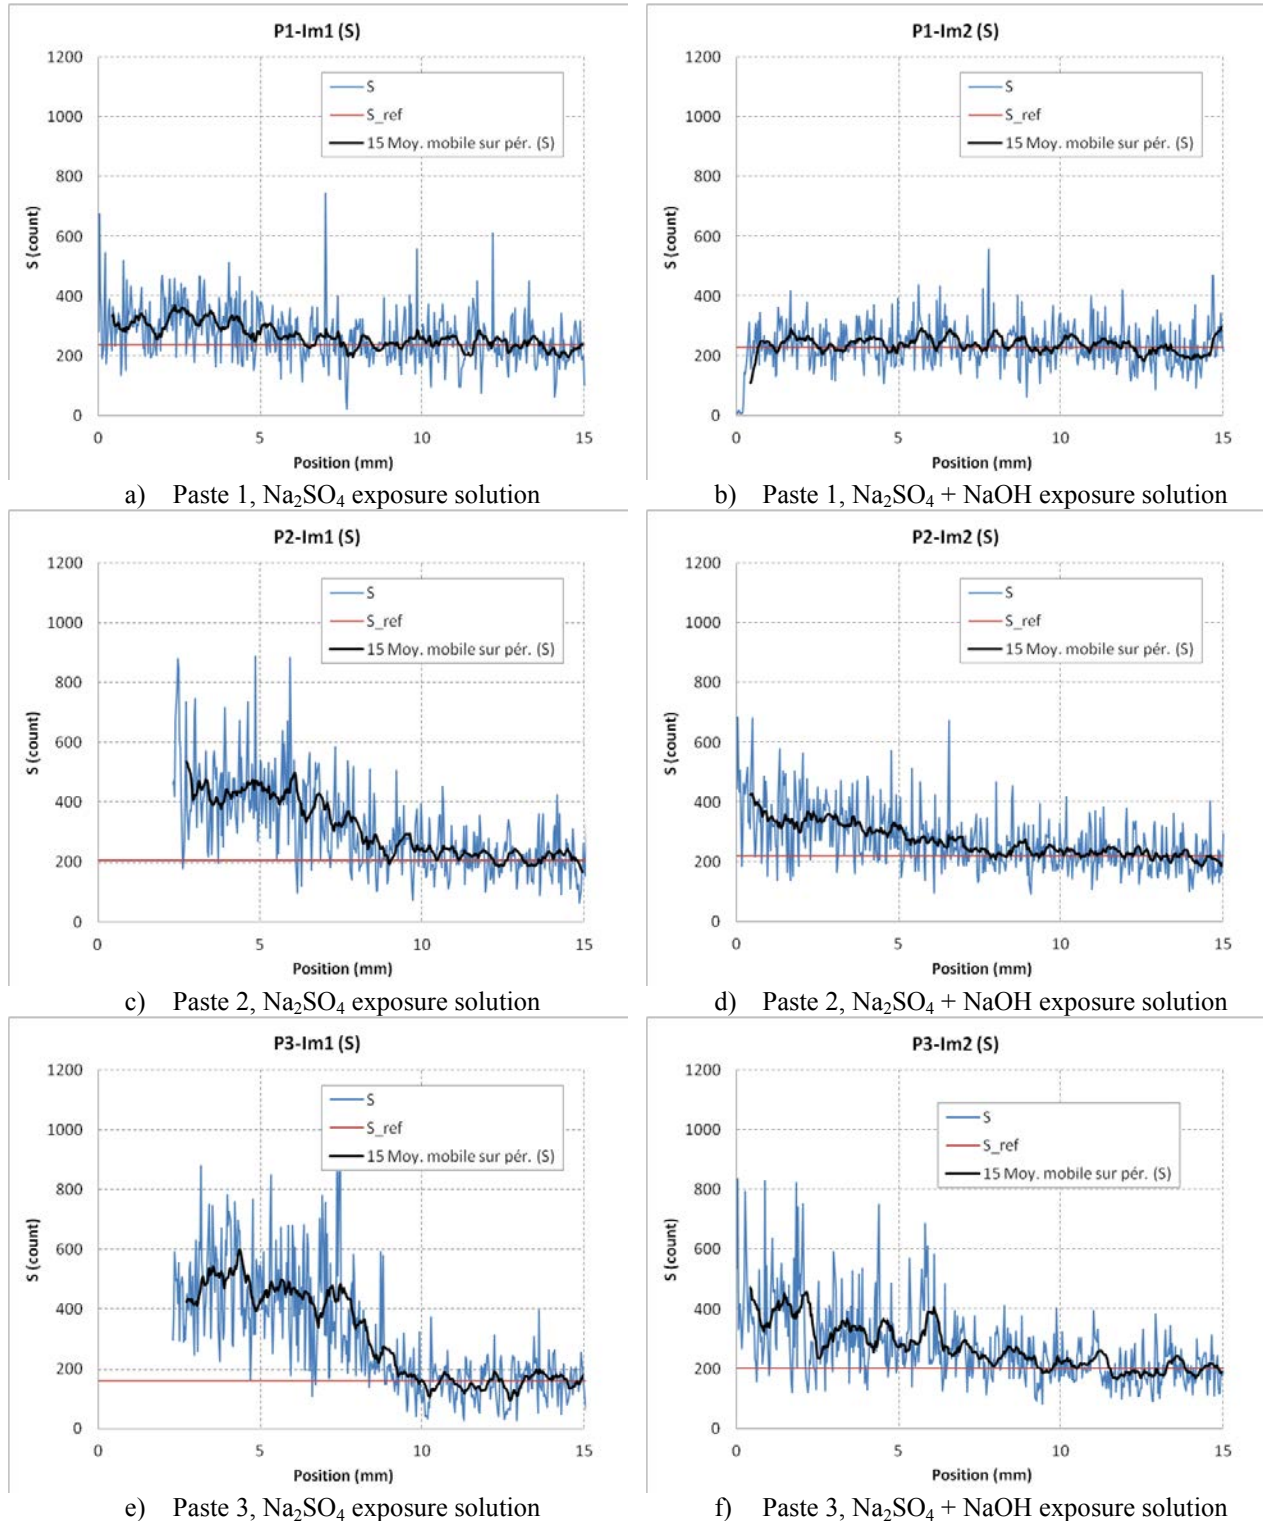 P1-Im1 (S)
1200
1000
800
600
400
200
0
S (count)
S
S_ref
15 Moy. mobile sur pér. (S)
0 5 10 15
Position (mm)
a) Paste 1, Na₂SO₄ exposure solution
P1-Im2 (S)
1200
1000
800
600
400
200
0
S (count)
S
S_ref
15 Moy. mobile sur pér. (S)
0 5 10 15
Position (mm)
b) Paste 1, Na₂SO₄ + NaOH exposure solution
P2-Im1 (S)
1200
1000
800
600
400
200
0
S (count)
S
S_ref
15 Moy. mobile sur pér. (S)
0 5 10 15
Position (mm)
c) Paste 2, Na₂SO₄ exposure solution
P2-Im2 (S)
1200
1000
800
600
400
200
0
S (count)
S
S_ref
15 Moy. mobile sur pér. (S)
0 5 10 15
Position (mm)
d) Paste 2, Na₂SO₄ + NaOH exposure solution
P3-Im1 (S)
1200
1000
800
600
400
200
0
S (count)
S
S_ref
15 Moy. mobile sur pér. (S)
0 5 10 15
Position (mm)
e) Paste 3, Na₂SO₄ exposure solution
P3-Im2 (S)
1200
1000
800
600
400
200
0
S (count)
S
S_ref
15 Moy. mobile sur pér. (S)
0 5 10 15
Position (mm)
f) Paste 3, Na₂SO₄ + NaOH exposure solution